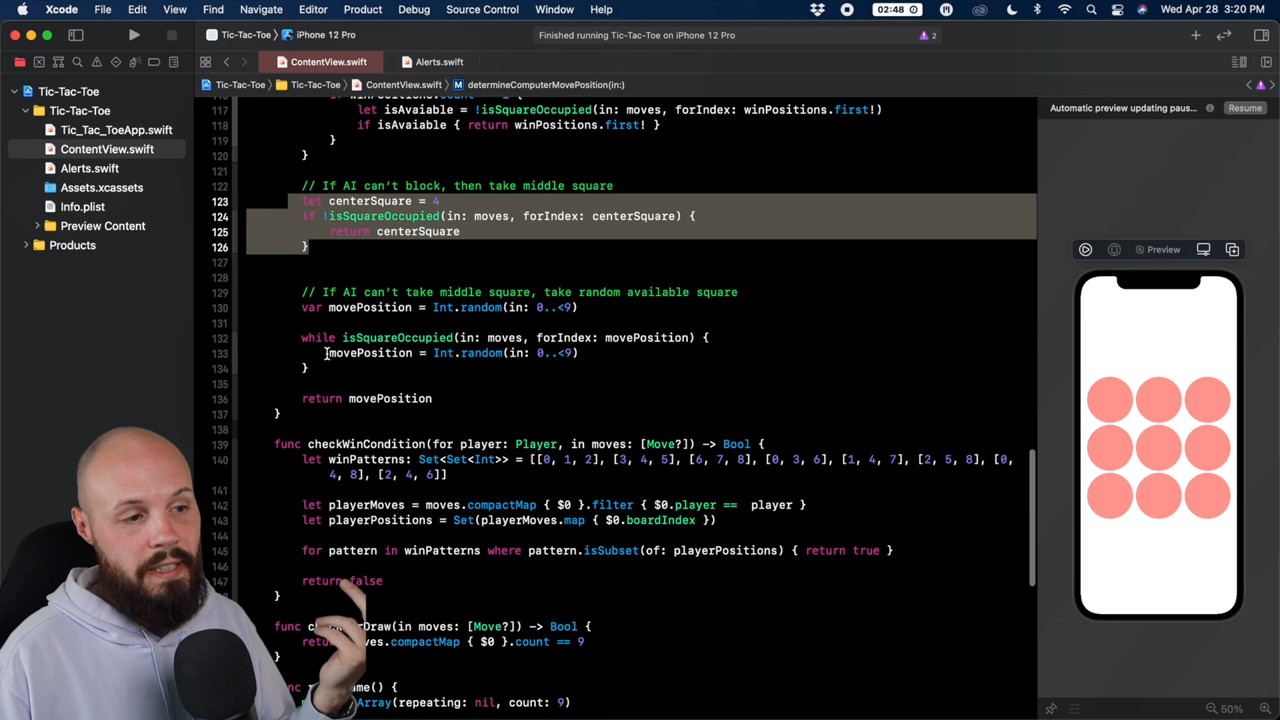 Xcode File Edit View Find Navigate Editor Product Debug Source Control Window Help 02:48 Wed Apr 28 3:20 PM
Tic-Tac-Toe iPhone 12 Pro Finished running Tic-Tac-Toe on iPhone 12 Pro 2
ContentView.swift Alerts.swift
Tic-Tac-Toe Tic-Tac-Toe ContentView.swift M determineComputerMovePosition(in:)
Tic-Tac-Toe
Tic-Tac-Toe
Tic_Tac_ToeApp.swift
ContentView.swift
Alerts.swift
Assets.xcassets
Info.plist
Preview Content
Products
Automatic preview updating paus... Resume
117 let isAvaiable = !isSquareOccupied(in: moves, forIndex: winPositions.first!)
118 if isAvaiable { return winPositions.first! }
119 }
120 }
121
122 // If AI can't block, then take middle square
123 let centerSquare = 4
124 if !isSquareOccupied(in: moves, forIndex: centerSquare) {
125 return centerSquare
126 }
127
128
129 // If AI can't take middle square, take random available square
130 var movePosition = Int.random(in: 0..<9)
131
132 while isSquareOccupied(in: moves, forIndex: movePosition) {
133 movePosition = Int.random(in: 0..<9)
134 }
135
136 return movePosition
137 }
138
139 func checkWinCondition(for player: Player, in moves: [Move?]) -> Bool {
140 let winPatterns: Set<Set<Int>> = [[0, 1, 2], [3, 4, 5], [6, 7, 8], [0, 3, 6], [1, 4, 7], [2, 5, 8], [0,
4, 8], [2, 4, 6]]
141
142 let playerMoves = moves.compactMap { $0 }.filter { $0.player == player }
143 let playerPositions = Set(playerMoves.map { $0.boardIndex })
144
145 for pattern in winPatterns where pattern.isSubset(of: playerPositions) { return true }
146
147 return false
}
func Draw(in moves: [Move?]) -> Bool {
.compactMap { $0 }.count == 9
}
() {
Array(repeating: nil, count: 9)
Preview
50%